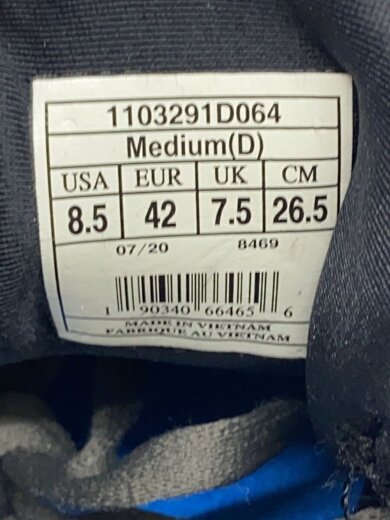 1103291D064
Medium(D)
USA EUR UK CM
8.5 42 7.5 26.5
07/20 8469
1 90340 66465 6
MADE IN VIETNAM
FABRIQUE AU VIETNAM